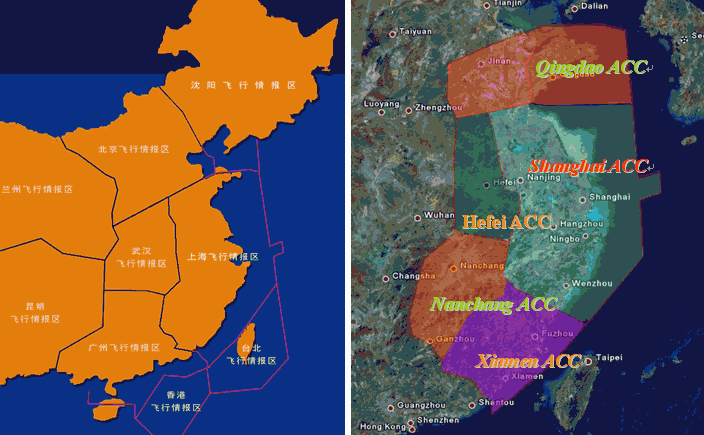 沈阳飞行情报区
北京飞行情报区
兰州飞行情报区
武汉
飞行情报区
上海飞行情报区
昆明
飞行情报区
广州飞行情报区
台北
飞行情报区
香港
飞行情报区
Tianjin
Dalian
Taiyuan
Jinan
Qingdao ACC
Luoyang
Zhengzhou
Shanghai ACC
Nanjing
Hefei
Shanghai
Wuhan
Hefei ACC
Hangzhou
Ningbo
Nanchang
Changsha
Wenzhou
Nanchang ACC
Fuzhou
Ganzhou
Xiamen ACC
Taipei
Xiamen
Guangzhou
Shantou
Shenzhen
Hong Kong